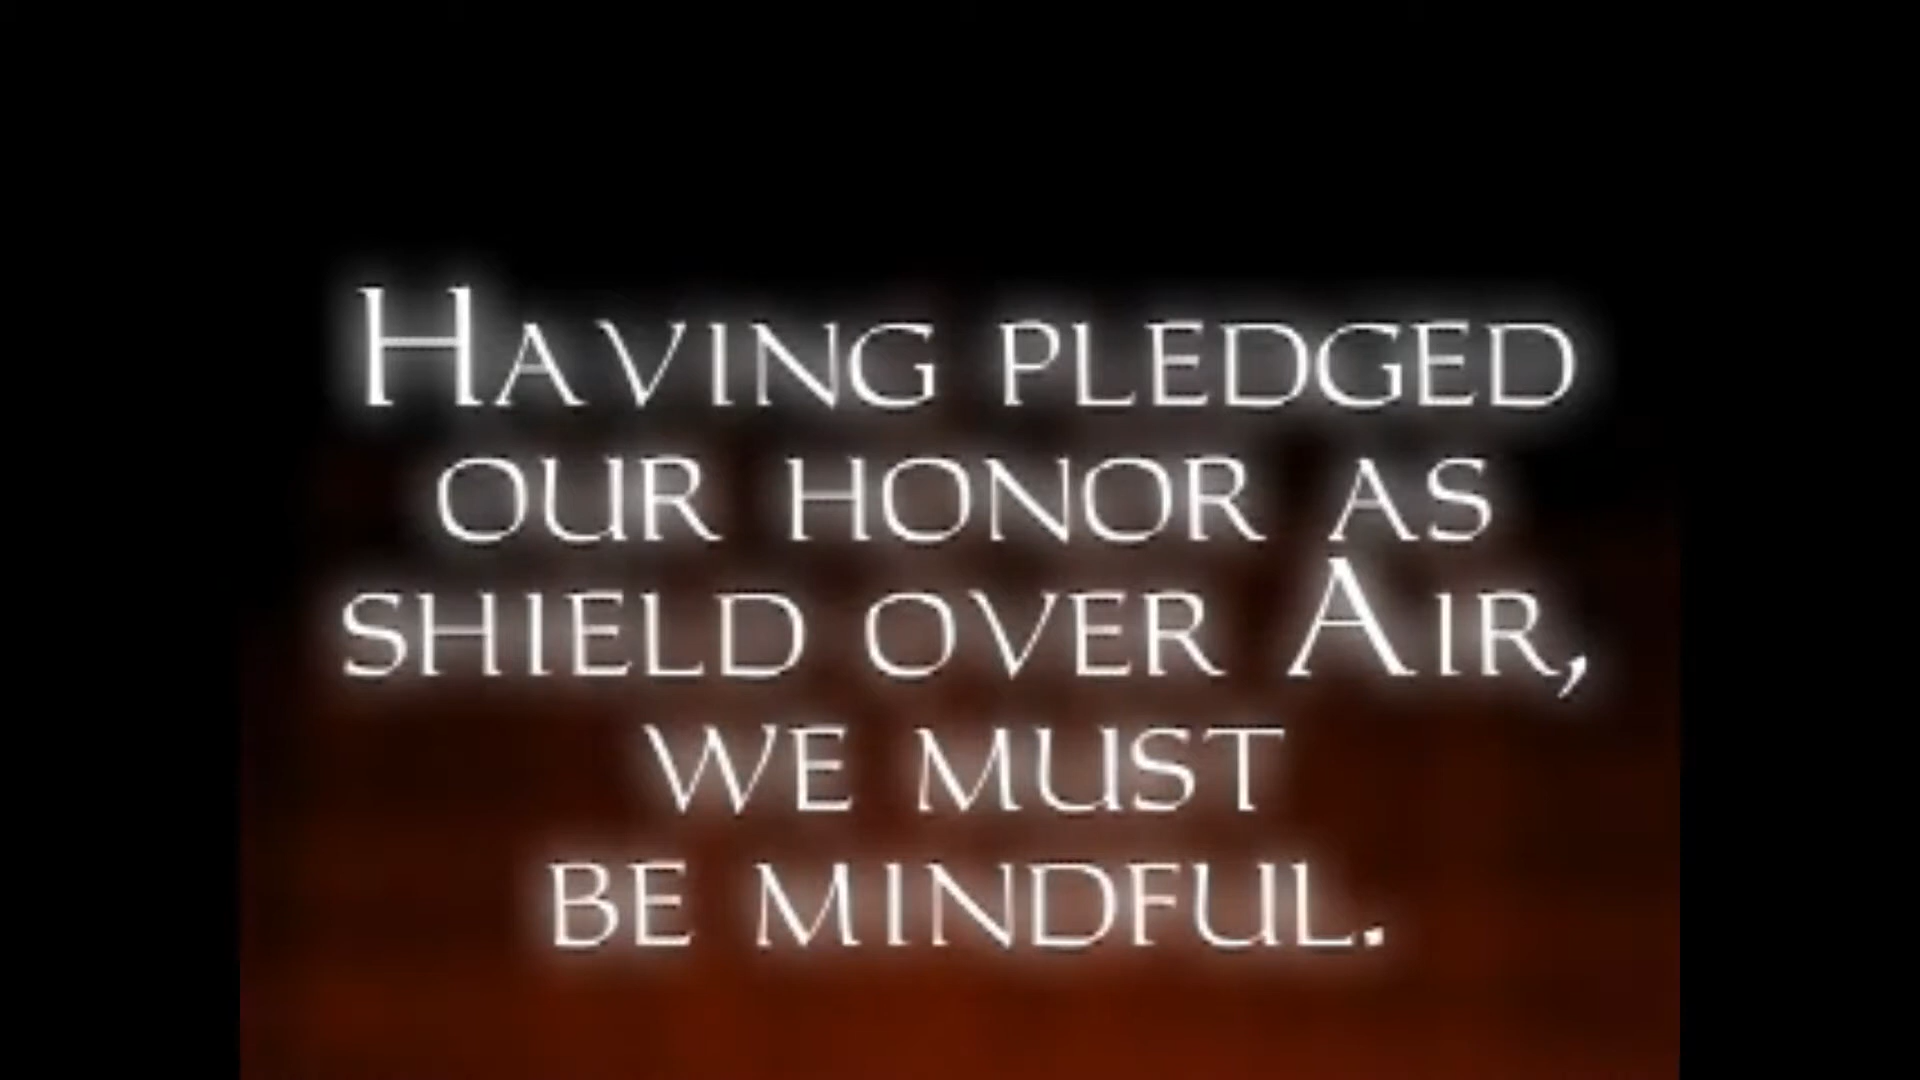 Having pledged
our honor as
shield over Air,
we must
be mindful.